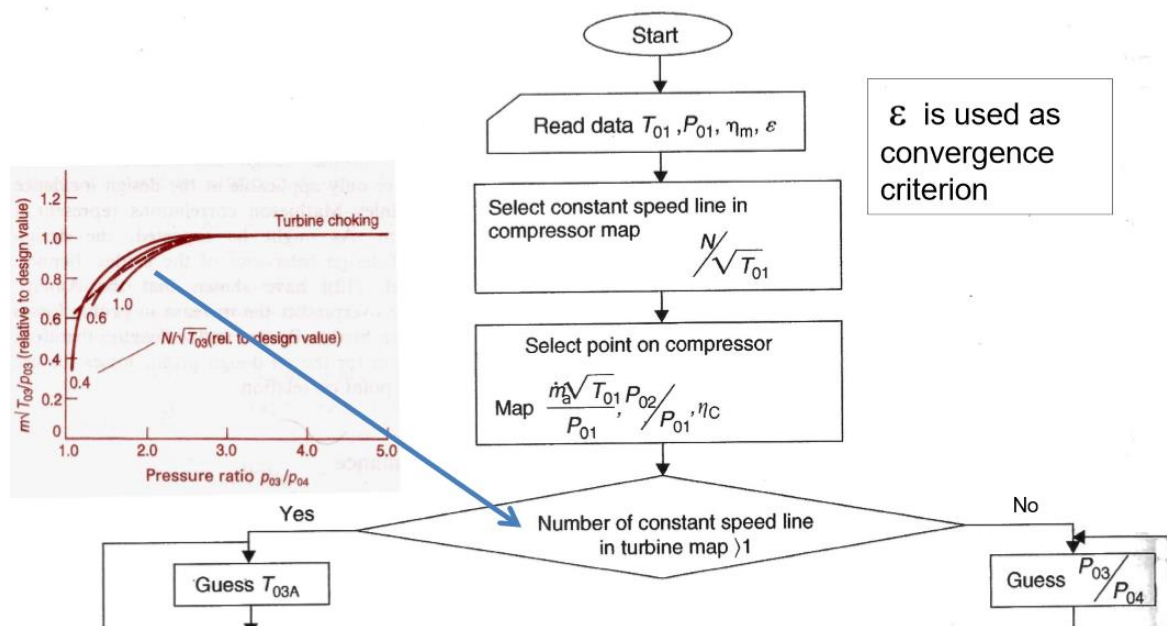 Start
Read data T₀₁, P₀₁, ηₘ, ε
ε is used as
convergence
criterion
Select constant speed line in
compressor map
N/√T₀₁
Select point on compressor
Map ṁₐ√T₀₁/P₀₁, P₀₂/P₀₁, ηC
Number of constant speed line
in turbine map ⟩1
Yes
No
Guess T₀₃A
Guess P₀₃/P₀₄
m√T₀₃/p₀₃ (relative to design value)
1.2
1.0
0.8
0.6
0.4
0.2
0
Turbine choking
1.0
0.6
N/√T₀₃(rel. to design value)
0.4
1.0 2.0 3.0 4.0 5.0
Pressure ratio p₀₃/p₀₄